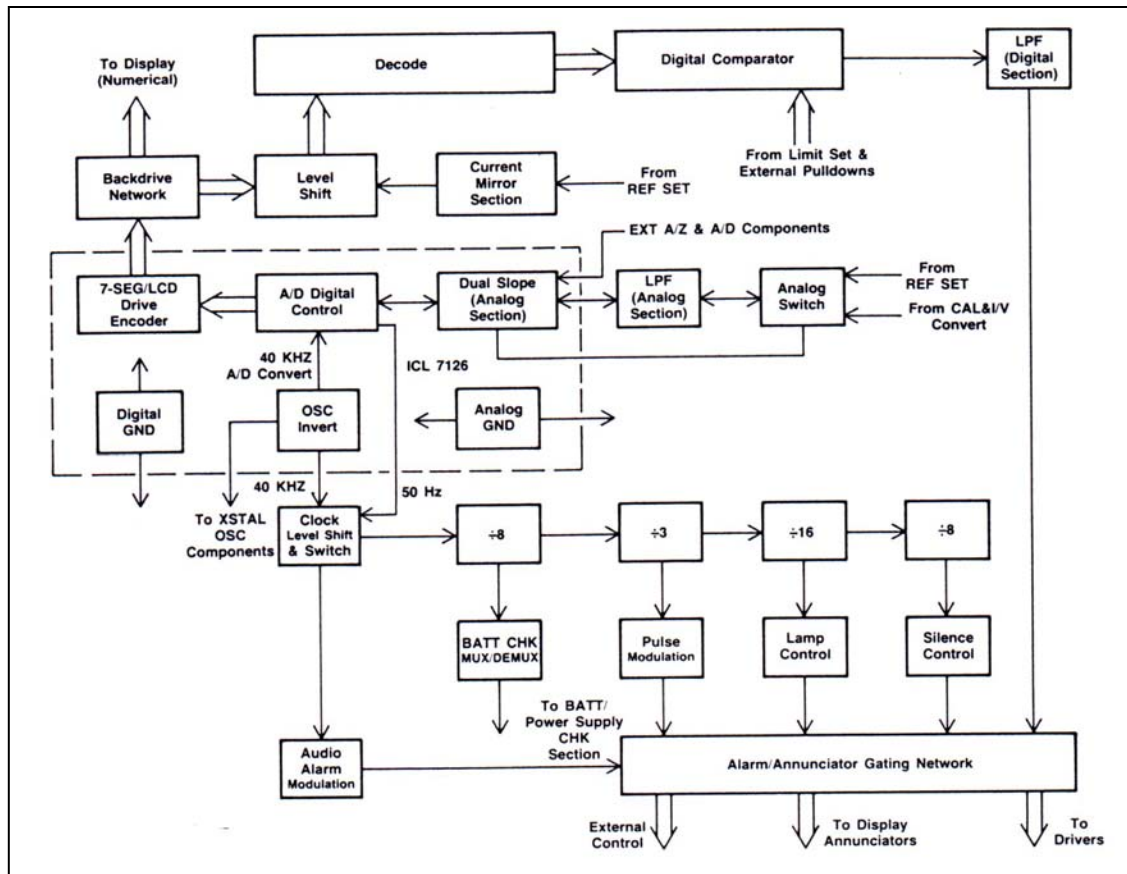 To Display
(Numerical)
Decode
Digital Comparator
LPF
(Digital
Section)
Backdrive
Network
Level
Shift
Current
Mirror
Section
From
REF SET
From Limit Set &
External Pulldowns
EXT A/Z & A/D Components
7-SEG/LCD
Drive
Encoder
A/D Digital
Control
Dual Slope
(Analog
Section)
LPF
(Analog
Section)
Analog
Switch
From
REF SET
From CAL&I/V
Convert
40 KHZ
A/D Convert
ICL 7126
Digital
GND
OSC
Invert
Analog
GND
40 KHZ
50 Hz
To XSTAL
OSC
Components
Clock
Level Shift
& Switch
÷8
÷3
÷16
÷8
BATT CHK
MUX/DEMUX
Pulse
Modulation
Lamp
Control
Silence
Control
To BATT/
Power Supply
CHK
Section
Audio
Alarm
Modulation
Alarm/Annunciator Gating Network
External
Control
To Display
Annunciators
To
Drivers